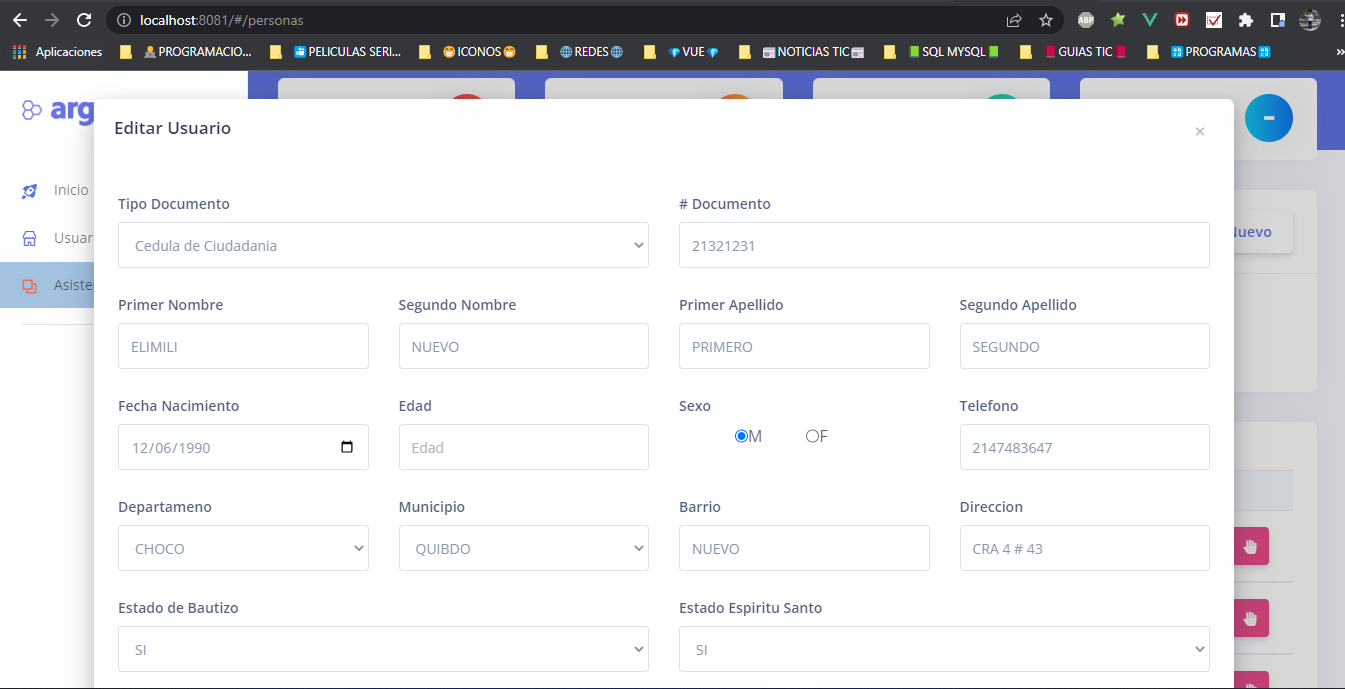 localhost:8081/#/personas
Aplicaciones PROGRAMACIO... PELICULAS SERI... ICONOS REDES VUE NOTICIAS TIC SQL MYSQL GUIAS TIC PROGRAMAS »
ABP
arg
Editar Usuario ×
Inicio
Usuar
Asiste
Nuevo
Tipo Documento # Documento
Cedula de Ciudadania 21321231
Primer Nombre Segundo Nombre Primer Apellido Segundo Apellido
ELIMILI NUEVO PRIMERO SEGUNDO
Fecha Nacimiento Edad Sexo Telefono
12/06/1990 Edad M F 2147483647
Departameno Municipio Barrio Direccion
CHOCO QUIBDO NUEVO CRA 4 # 43
Estado de Bautizo Estado Espiritu Santo
SI SI